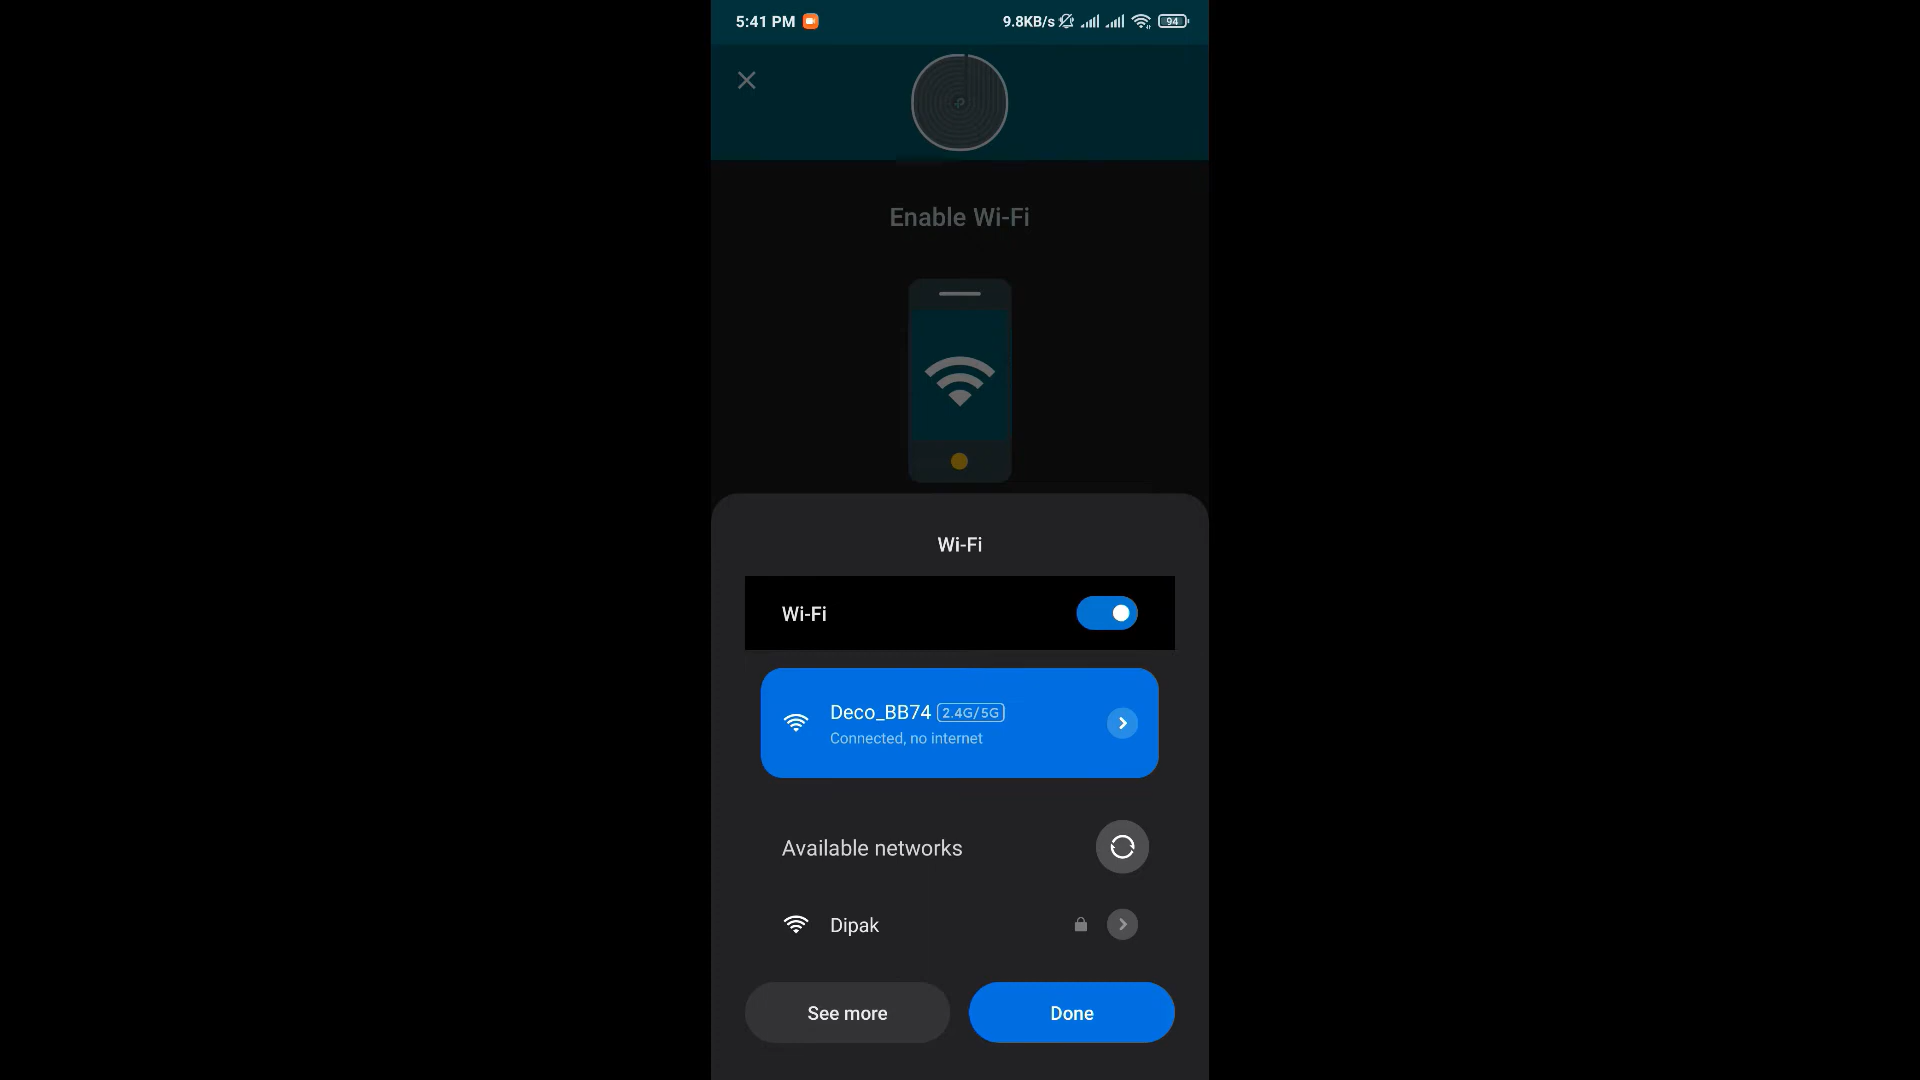 5:41 PM 9.8KB/s 94
Enable Wi-Fi
Wi-Fi
Wi-Fi
Deco_BB74 2.4G/5G
Connected, no internet
Available networks
Dipak
See more Done